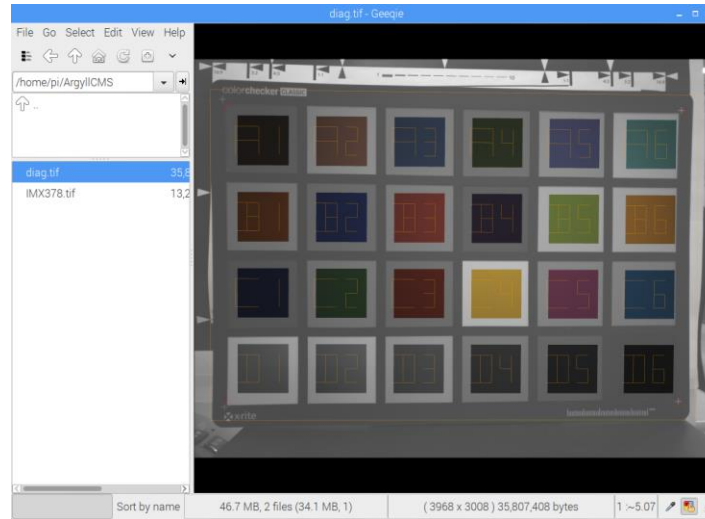 diag.tif - Geeqie
File Go Select Edit View Help
/home/pi/ArgyllCMS
..
diag.tif 35,8
IMX378.tif 13,2
colorchecker CLASSIC
A1 A2 A3 A4 A5 A6
B1 B2 B3 B4 B5 B6
C1 C2 C3 C4 C5 C6
D1 D2 D3 D4 D5 D6
x-rite
Sort by name 46.7 MB, 2 files (34.1 MB, 1) ( 3968 x 3008 ) 35,807,408 bytes 1 :~5.07